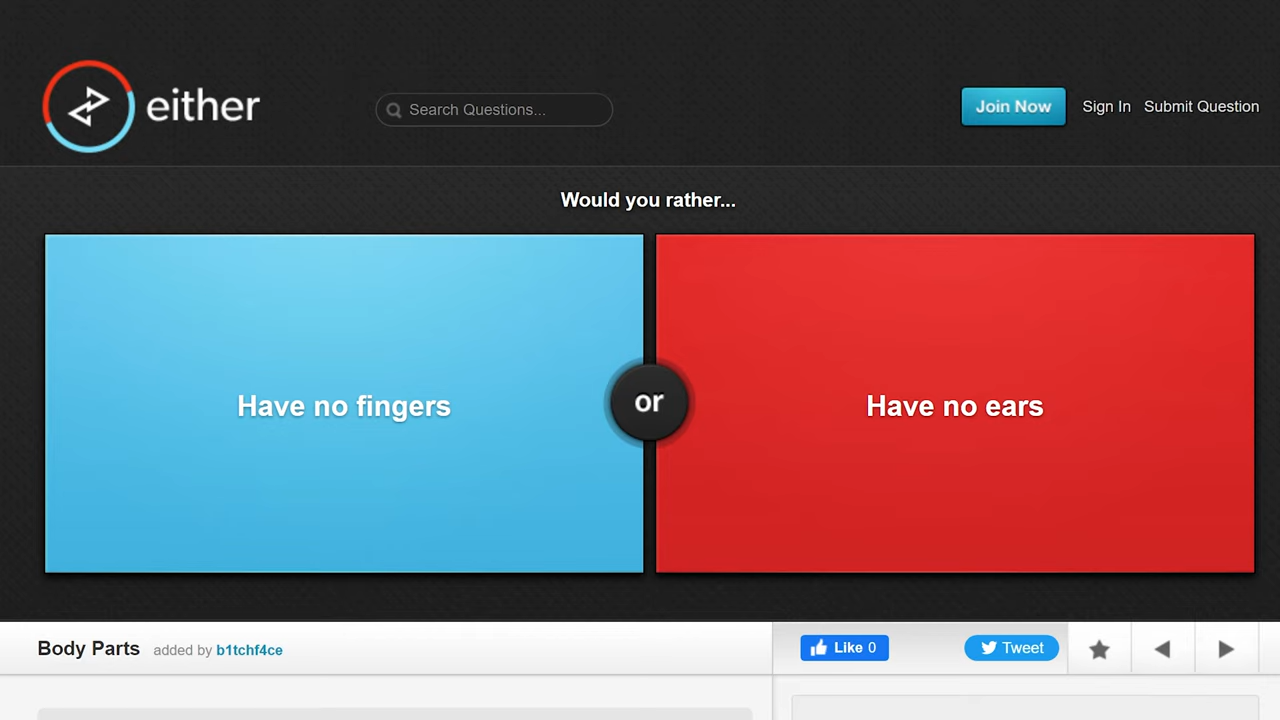 either
Search Questions...
Join Now
Sign In
Submit Question
Would you rather...
Have no fingers
or
Have no ears
Body Parts
added by b1tchf4ce
Like 0
Tweet